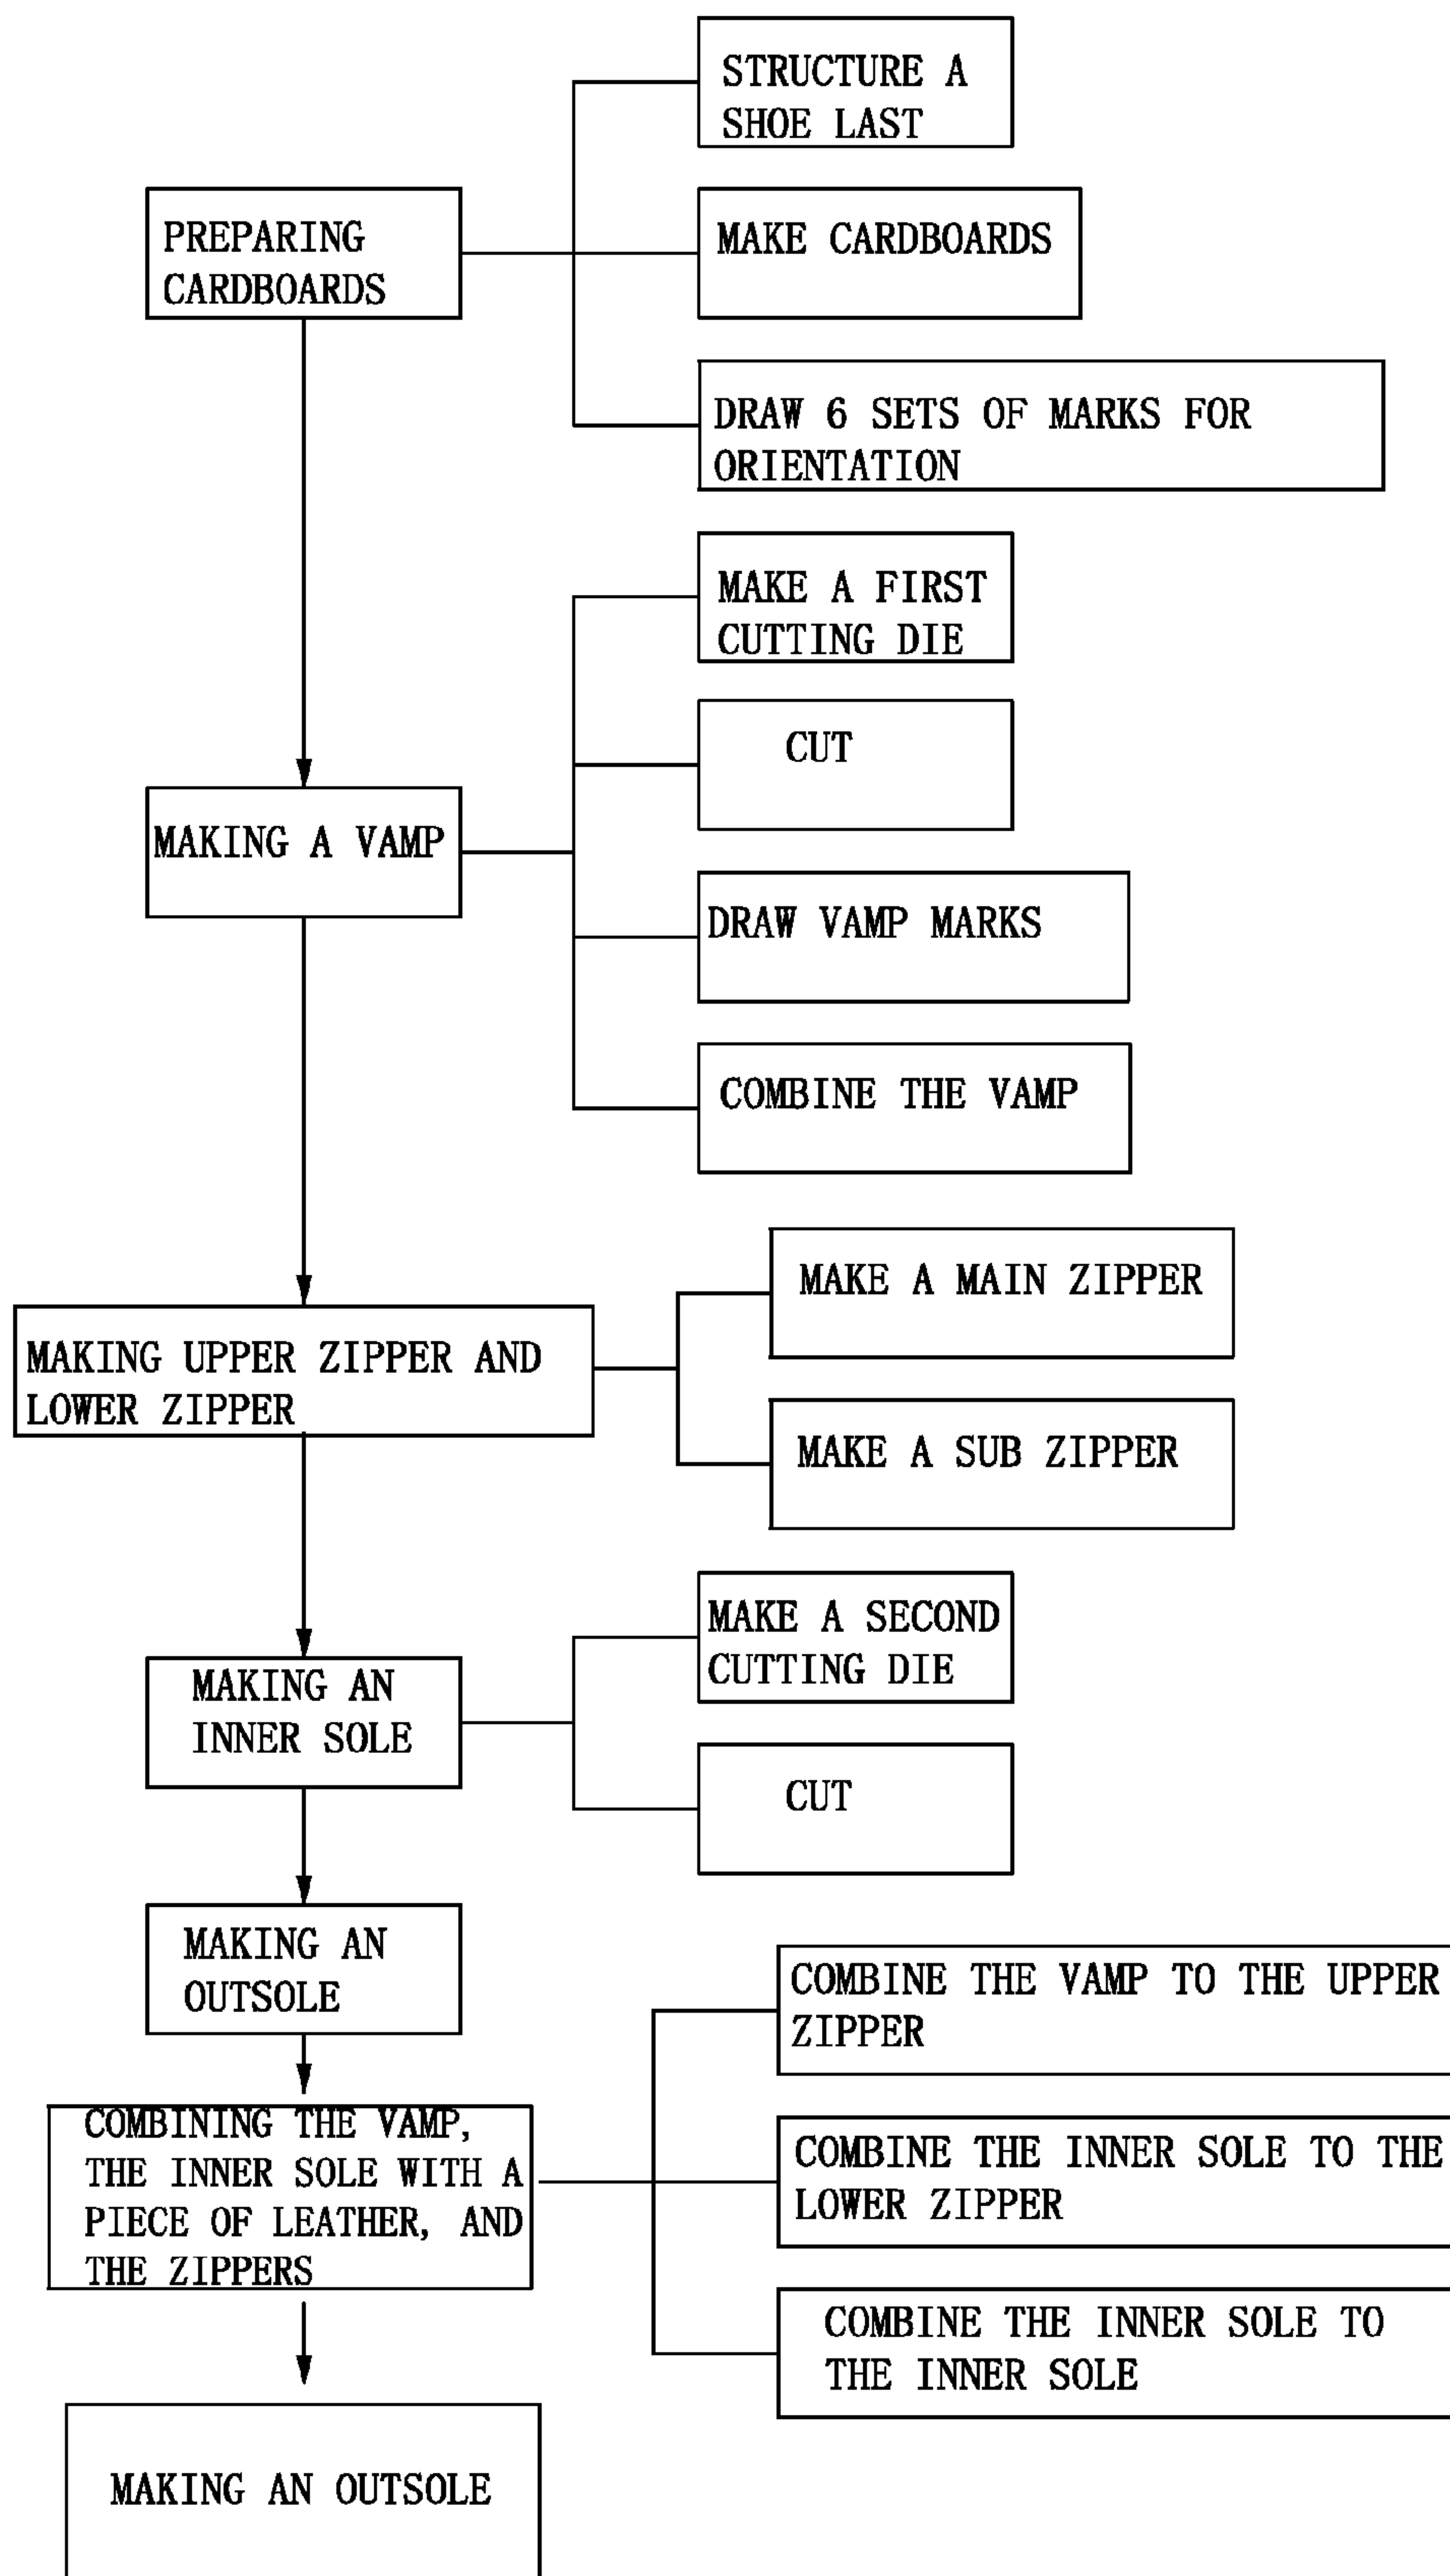 STRUCTURE A
SHOE LAST
PREPARING
CARDBOARDS
MAKE CARDBOARDS
DRAW 6 SETS OF MARKS FOR
ORIENTATION
MAKE A FIRST
CUTTING DIE
CUT
MAKING A VAMP
DRAW VAMP MARKS
COMBINE THE VAMP
MAKE A MAIN ZIPPER
MAKING UPPER ZIPPER AND
LOWER ZIPPER
MAKE A SUB ZIPPER
MAKE A SECOND
CUTTING DIE
MAKING AN
INNER SOLE
CUT
MAKING AN
OUTSOLE
COMBINE THE VAMP TO THE UPPER
ZIPPER
COMBINING THE VAMP,
THE INNER SOLE WITH A
PIECE OF LEATHER, AND
THE ZIPPERS
COMBINE THE INNER SOLE TO THE
LOWER ZIPPER
COMBINE THE INNER SOLE TO
THE INNER SOLE
MAKING AN OUTSOLE